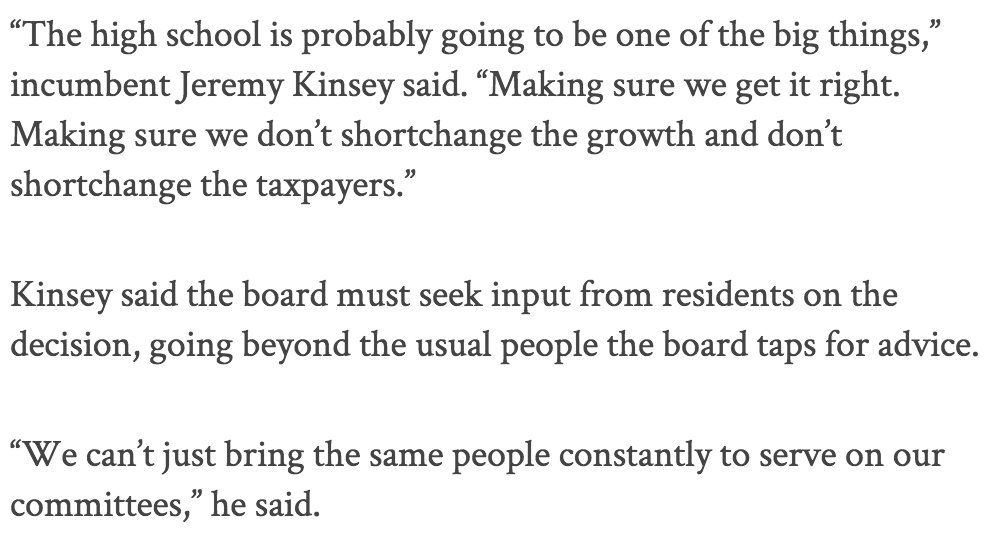 “The high school is probably going to be one of the big things,”
incumbent Jeremy Kinsey said. “Making sure we get it right.
Making sure we don’t shortchange the growth and don’t
shortchange the taxpayers.”
Kinsey said the board must seek input from residents on the
decision, going beyond the usual people the board taps for advice.
“We can’t just bring the same people constantly to serve on our
committees,” he said.